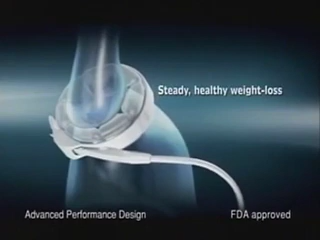 Steady, healthy weight-loss
Advanced Performance Design
FDA approved